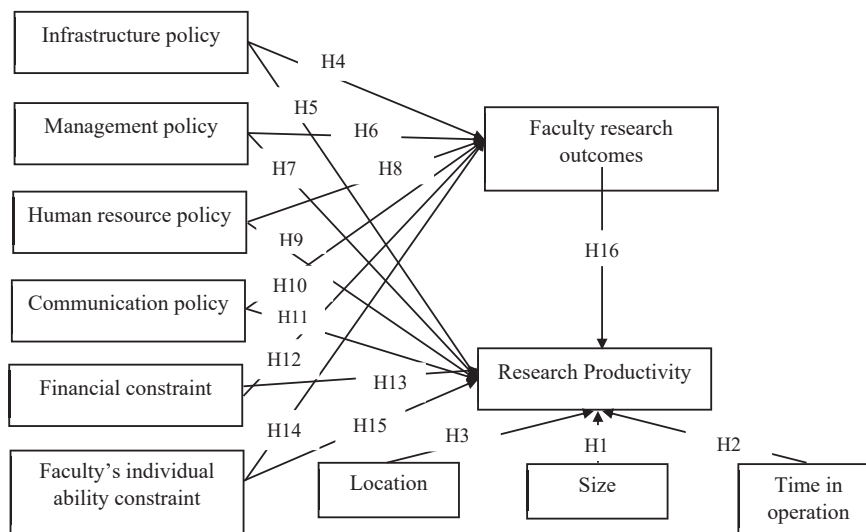 Infrastructure policy
H4
H5
Management policy
H6
Faculty research
outcomes
H7
H8
Human resource policy
H9
H16
H10
Communication policy
H11
H12
Research Productivity
Financial constraint
H13
H14
H15
H3
H1
H2
Faculty's individual
ability constraint
Location
Size
Time in
operation